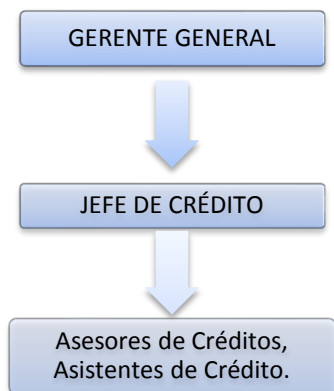 GERENTE GENERAL
JEFE DE CRÉDITO
Asesores de Créditos,
Asistentes de Crédito.